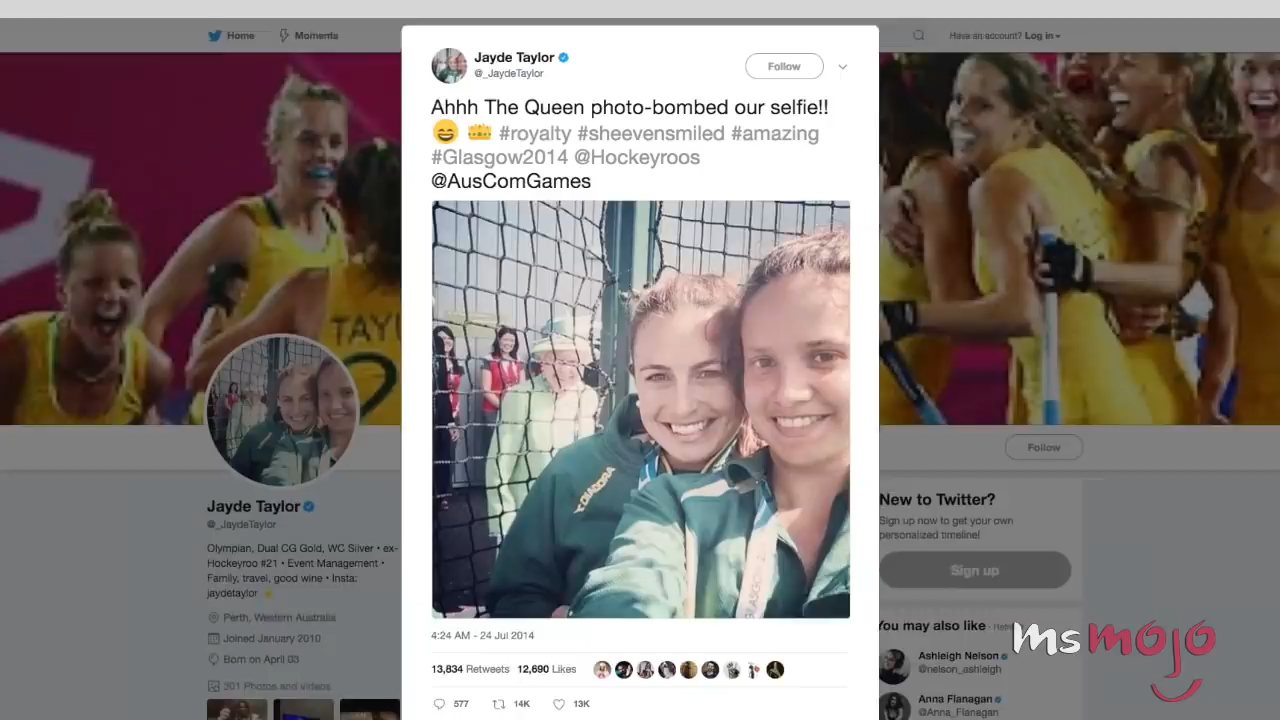 Home
Moments
Have an account? Log in
Jayde Taylor
@_JaydeTaylor
Follow
Ahhh The Queen photo-bombed our selfie!!
😄 👑 #royalty #sheevensmiled #amazing
#Glasgow2014 @Hockeyroos
@AusComGames
DIADORA
4:24 AM - 24 Jul 2014
13,834 Retweets 12,690 Likes
577 14K 13K
Jayde Taylor
@_JaydeTaylor
Olympian, Dual CG Gold, WC Silver • ex-
Hockeyroo #21 • Event Management •
Family, travel, good wine • Insta:
jaydetaylor
Perth, Western Australia
Joined January 2010
Born on April 03
301 Photos and videos
Follow
New to Twitter?
Sign up now to get your own
personalized timeline!
Sign up
You may also like
Ashleigh Nelson
@nelson_ashleigh
Anna Flanagan
@Anna_Flanagan
msmojo